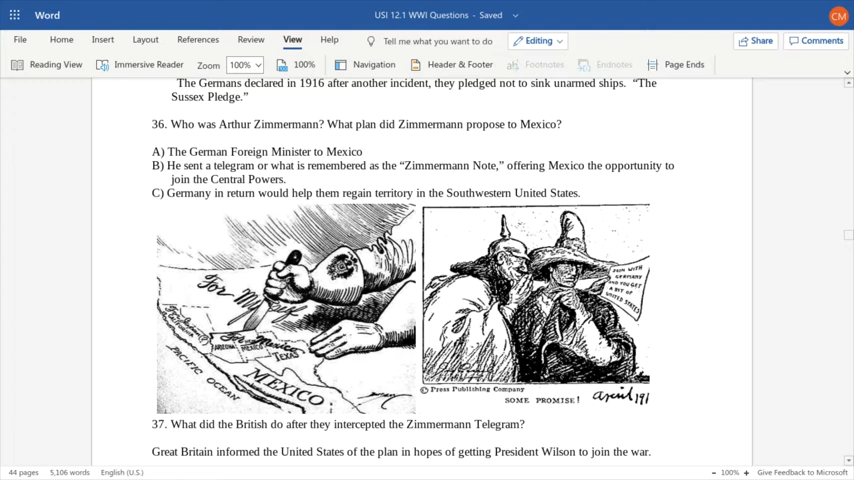 Word
USI 12.1 WWI Questions - Saved
CM
File Home Insert Layout References Review View Help Tell me what you want to do Editing Share Comments
Reading View Immersive Reader Zoom 100% 100% Navigation Header & Footer Footnotes Endnotes Page Ends
The Germans declared in 1916 after another incident, they pledged not to sink unarmed ships. “The
Sussex Pledge.”
36. Who was Arthur Zimmermann? What plan did Zimmermann propose to Mexico?
A) The German Foreign Minister to Mexico
B) He sent a telegram or what is remembered as the “Zimmermann Note,” offering Mexico the opportunity to
join the Central Powers.
C) Germany in return would help them regain territory in the Southwestern United States.
For
For Mexico
ARIZONA
MEXICO
TEXAS
PACIFIC OCEAN
MEXICO
JOIN WITH
GERMANY
AND YOU GET
A BIT OF
UNITED STATES
© Press Publishing Company
SOME PROMISE!
April 191
37. What did the British do after they intercepted the Zimmermann Telegram?
Great Britain informed the United States of the plan in hopes of getting President Wilson to join the war.
44 pages 5,106 words English (U.S.) - 100% + Give Feedback to Microsoft